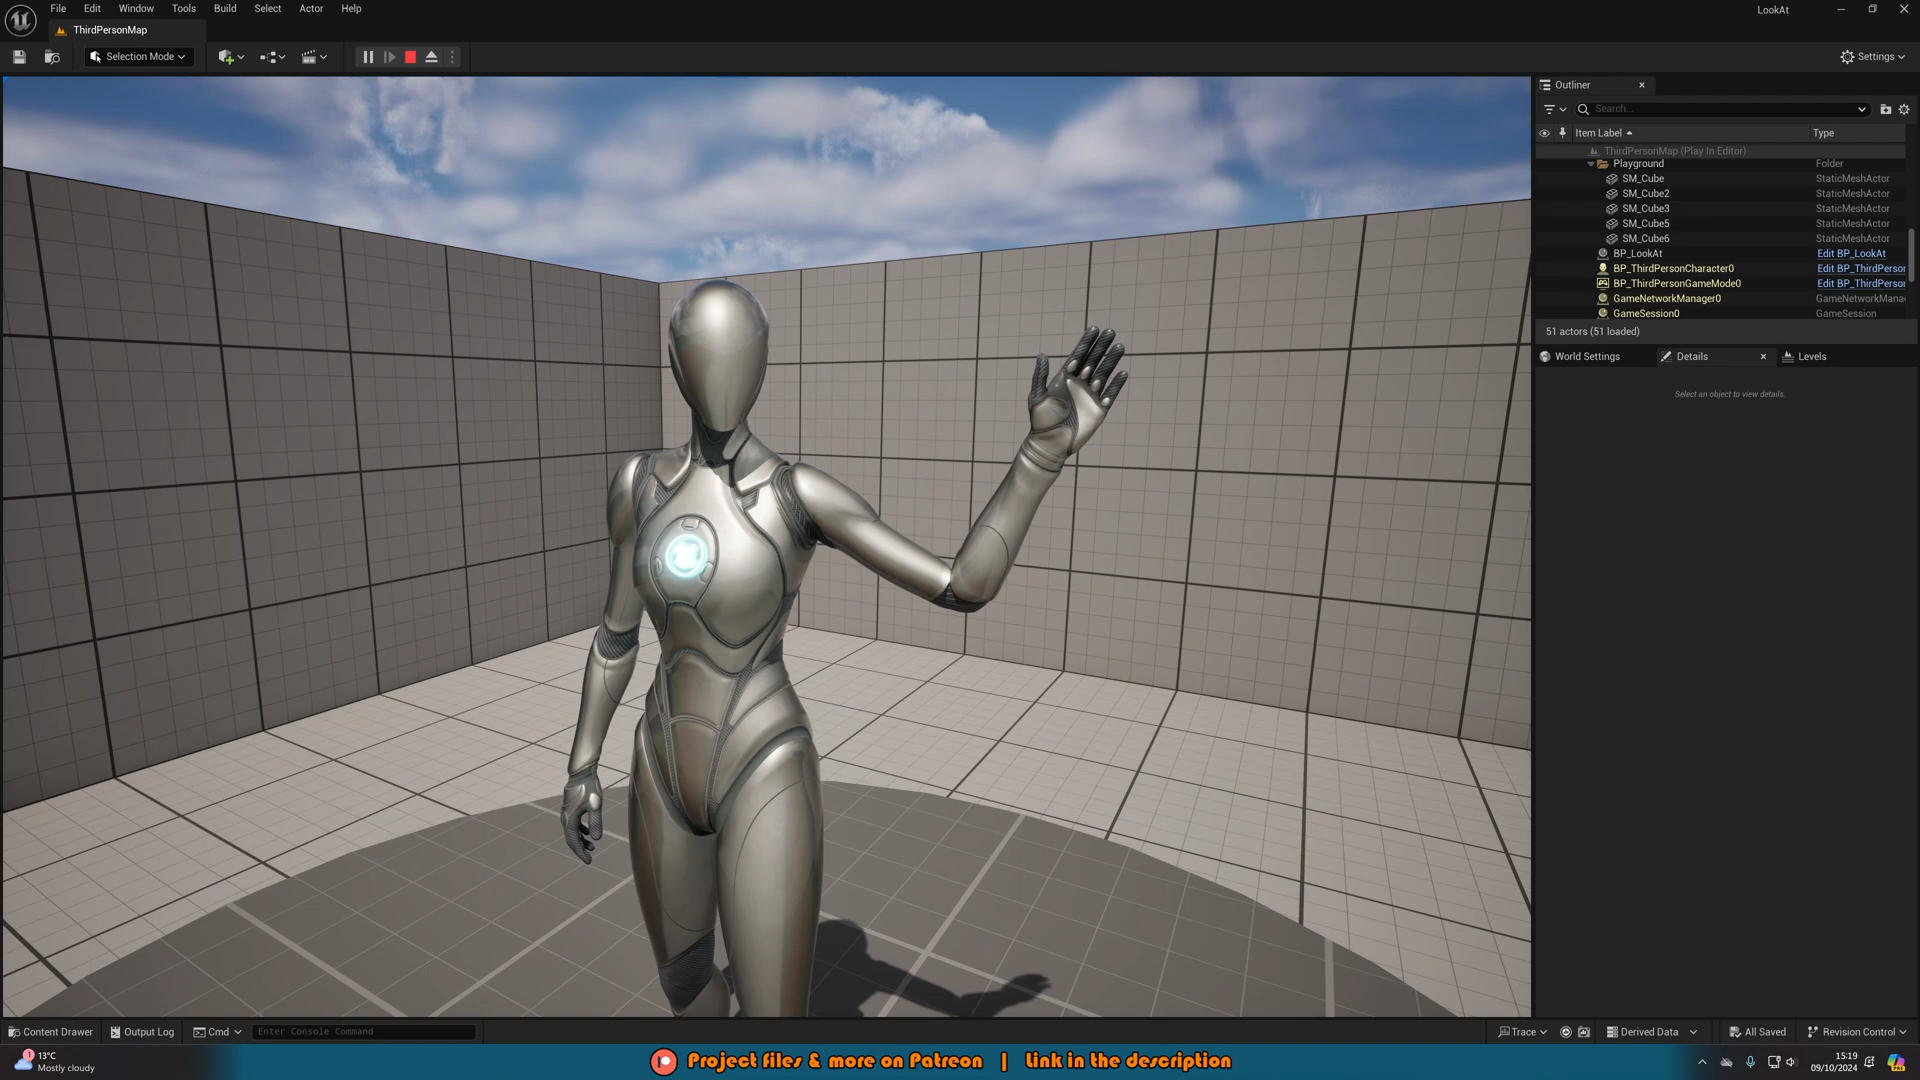 File Edit Window Tools Build Select Actor Help
LookAt
ThirdPersonMap
Selection Mode
Settings
Outliner
Search...
Item Label Type
ThirdPersonMap (Play In Editor)
Playground Folder
SM_Cube StaticMeshActor
SM_Cube2 StaticMeshActor
SM_Cube3 StaticMeshActor
SM_Cube5 StaticMeshActor
SM_Cube6 StaticMeshActor
BP_LookAt Edit BP_LookAt
BP_ThirdPersonCharacter0 Edit BP_ThirdPerson
BP_ThirdPersonGameMode0 Edit BP_ThirdPerson
GameNetworkManager0 GameNetworkMana
GameSession0 GameSession
51 actors (51 loaded)
World Settings Details Levels
Select an object to view details.
Content Drawer Output Log Cmd Enter Console Command
Trace Derived Data All Saved Revision Control
1 13°C
Mostly cloudy
Project files & more on Patreon | Link in the description
15:19
09/10/2024